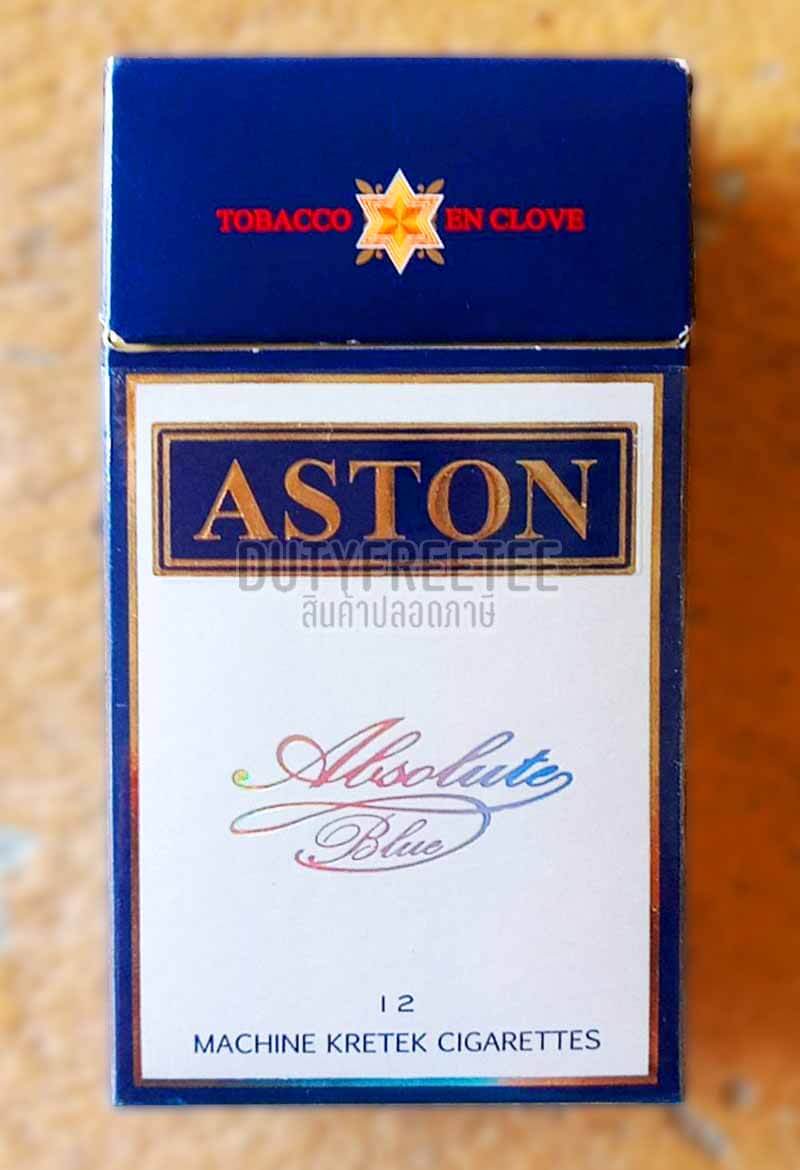 TOBACCO EN CLOVE
ASTON
DUTYFREETEE
สินค้าปลอดภาษี
Absolute
Blue
12
MACHINE KRETEK CIGARETTES